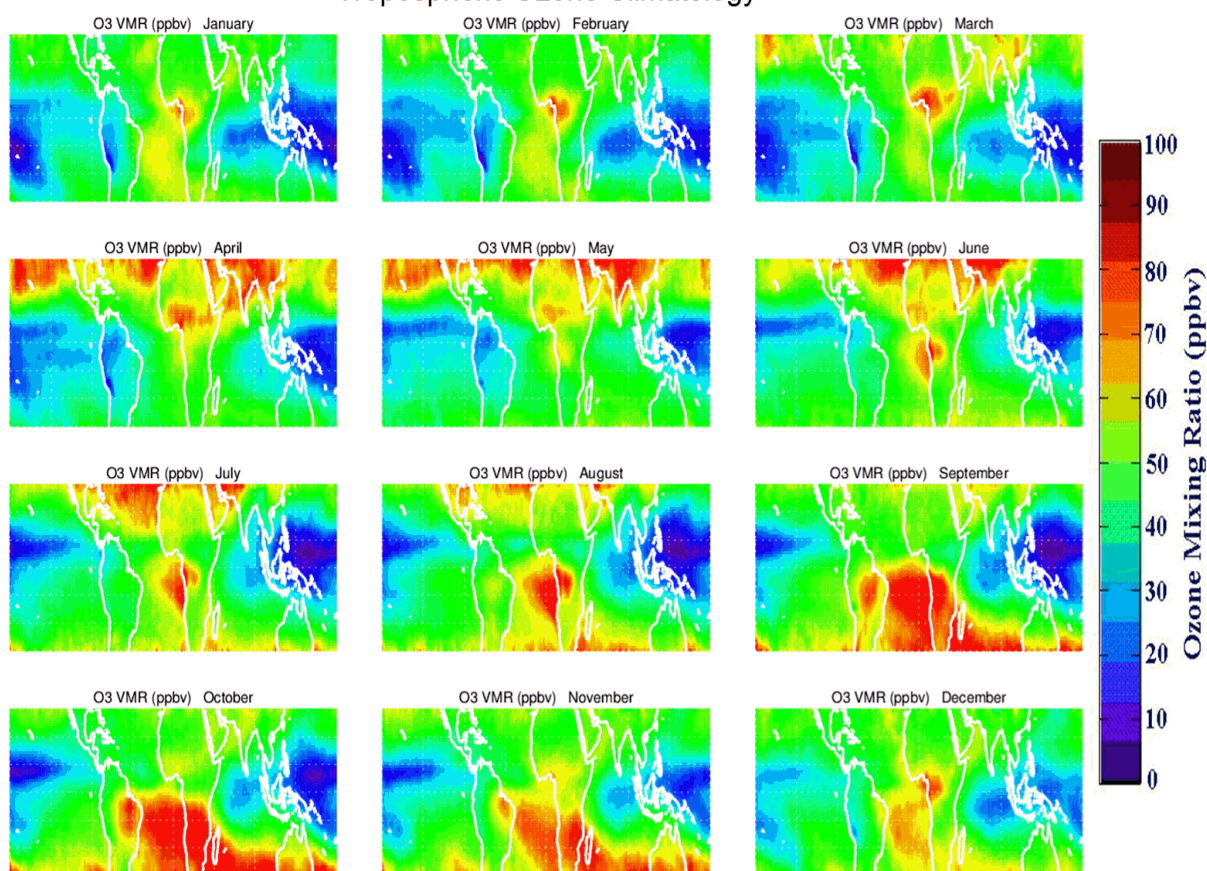 Tropospheric Ozone Climatology
O3 VMR (ppbv) January
O3 VMR (ppbv) February
O3 VMR (ppbv) March
O3 VMR (ppbv) April
O3 VMR (ppbv) May
O3 VMR (ppbv) June
O3 VMR (ppbv) July
O3 VMR (ppbv) August
O3 VMR (ppbv) September
O3 VMR (ppbv) October
O3 VMR (ppbv) November
O3 VMR (ppbv) December
100
90
80
70
60
50
40
30
20
10
0
Ozone Mixing Ratio (ppbv)